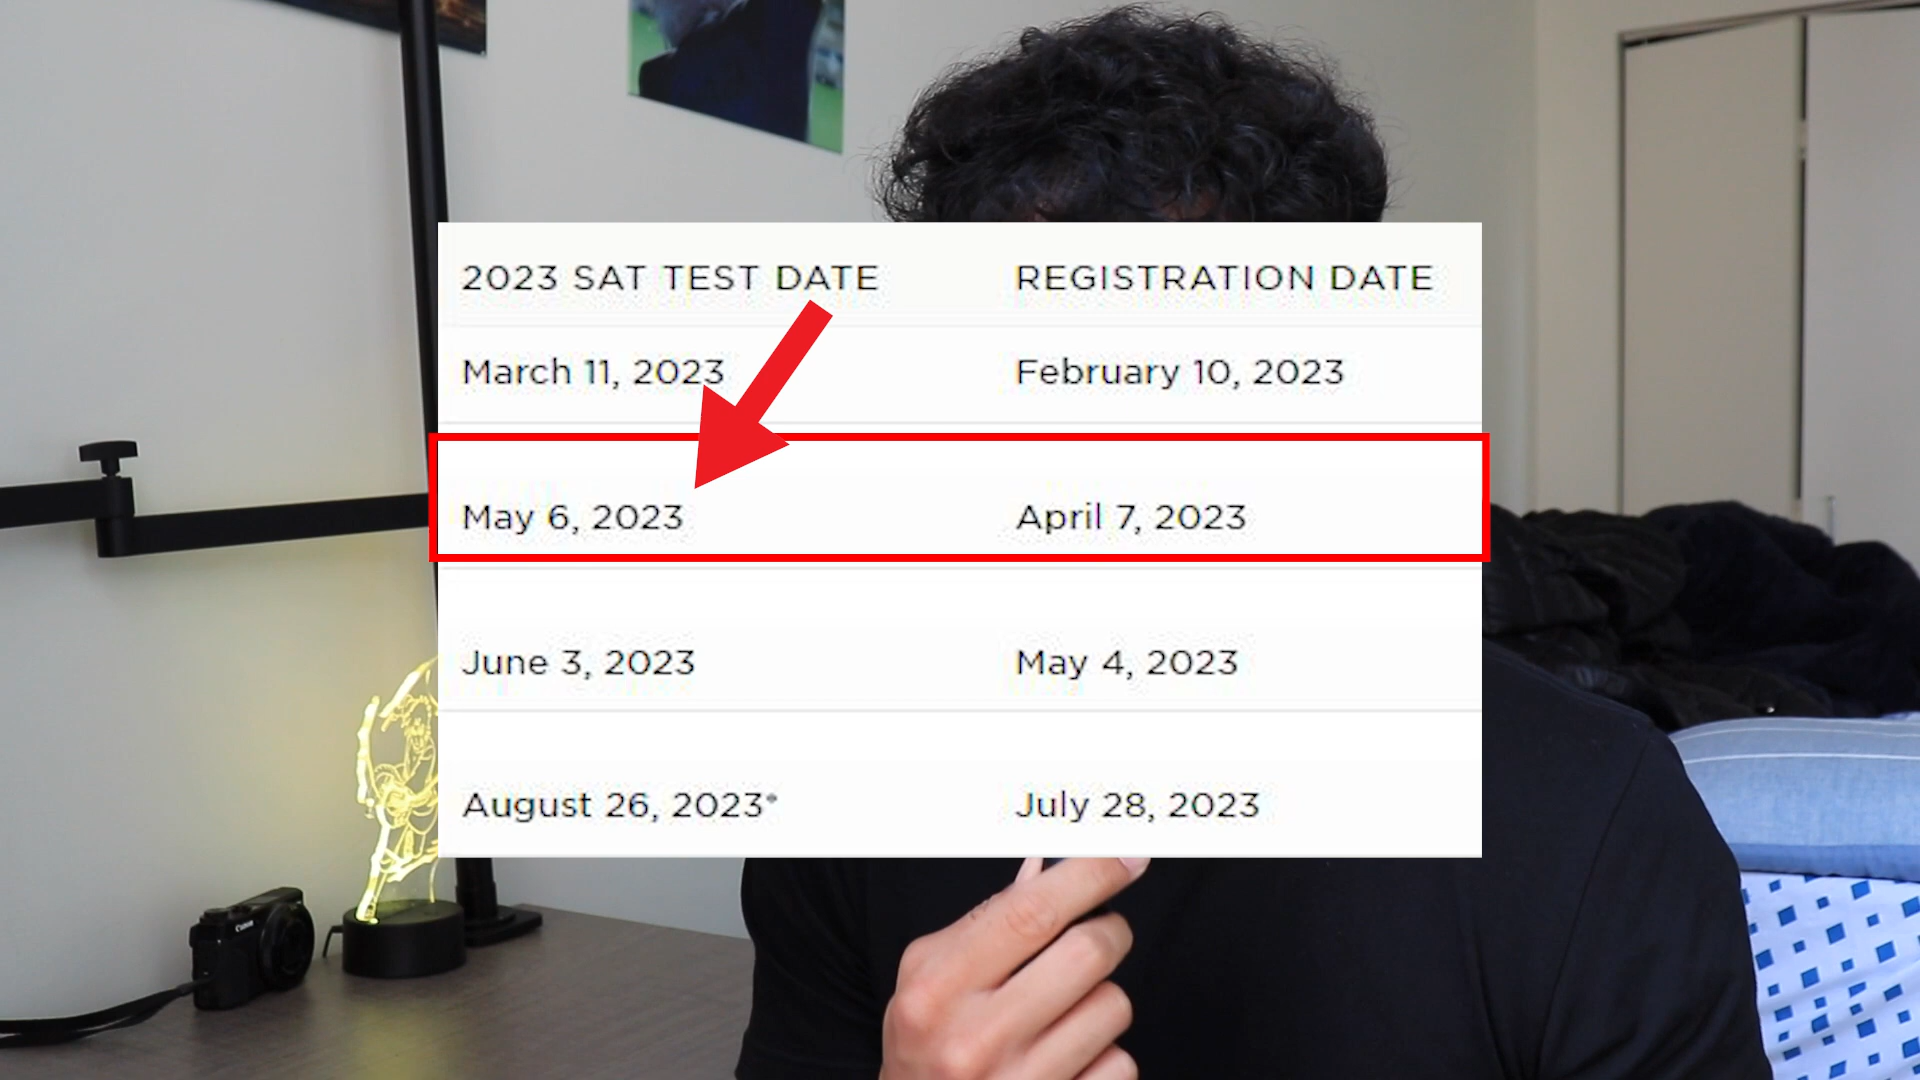 2023 SAT TEST DATE REGISTRATION DATE
March 11, 2023 February 10, 2023
May 6, 2023 April 7, 2023
June 3, 2023 May 4, 2023
August 26, 2023* July 28, 2023
Canon